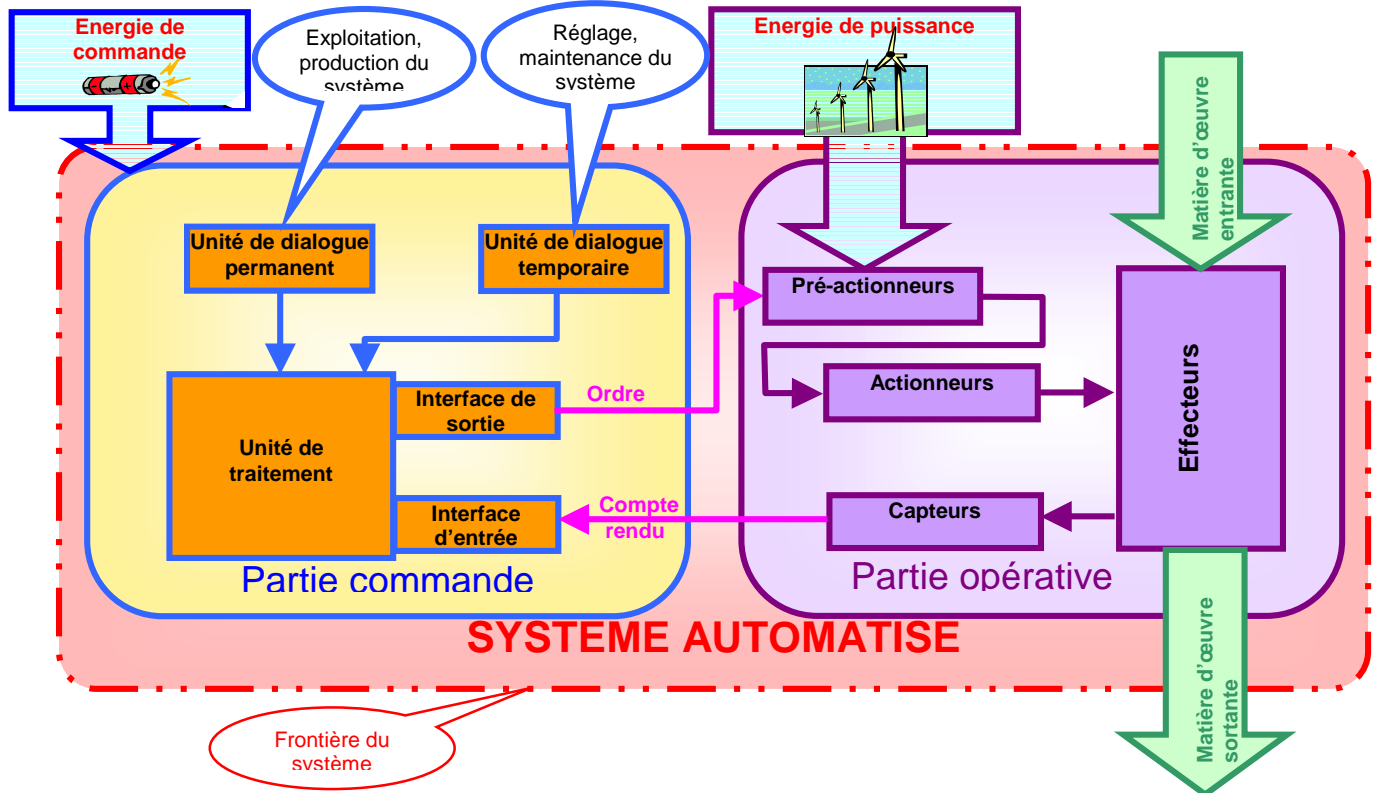 Energie de
commande
Exploitation,
production du
système
Réglage,
maintenance du
système
Energie de puissance
Matière d'œuvre
entrante
Unité de dialogue
permanent
Unité de dialogue
temporaire
Pré-actionneurs
Actionneurs
Effecteurs
Ordre
Interface de
sortie
Unité de
traitement
Interface
d'entrée
Compte
rendu
Capteurs
Partie commande
Partie opérative
SYSTEME AUTOMATISE
Matière d'œuvre
sortante
Frontière du
système